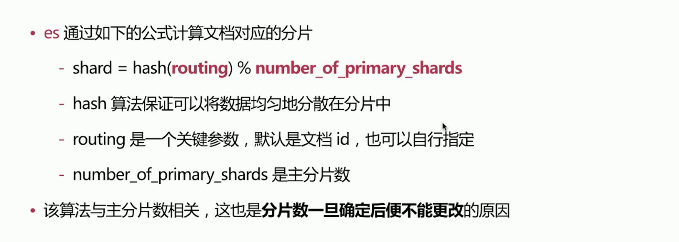 • es 通过如下的公式计算文档对应的分片
- shard = hash(routing) % number_of_primary_shards
- hash 算法保证可以将数据均匀地分散在分片中
- routing 是一个关键参数，默认是文档 id，也可以自行指定
- number_of_primary_shards 是主分片数
• 该算法与主分片数相关，这也是分片数一旦确定后便不能更改的原因